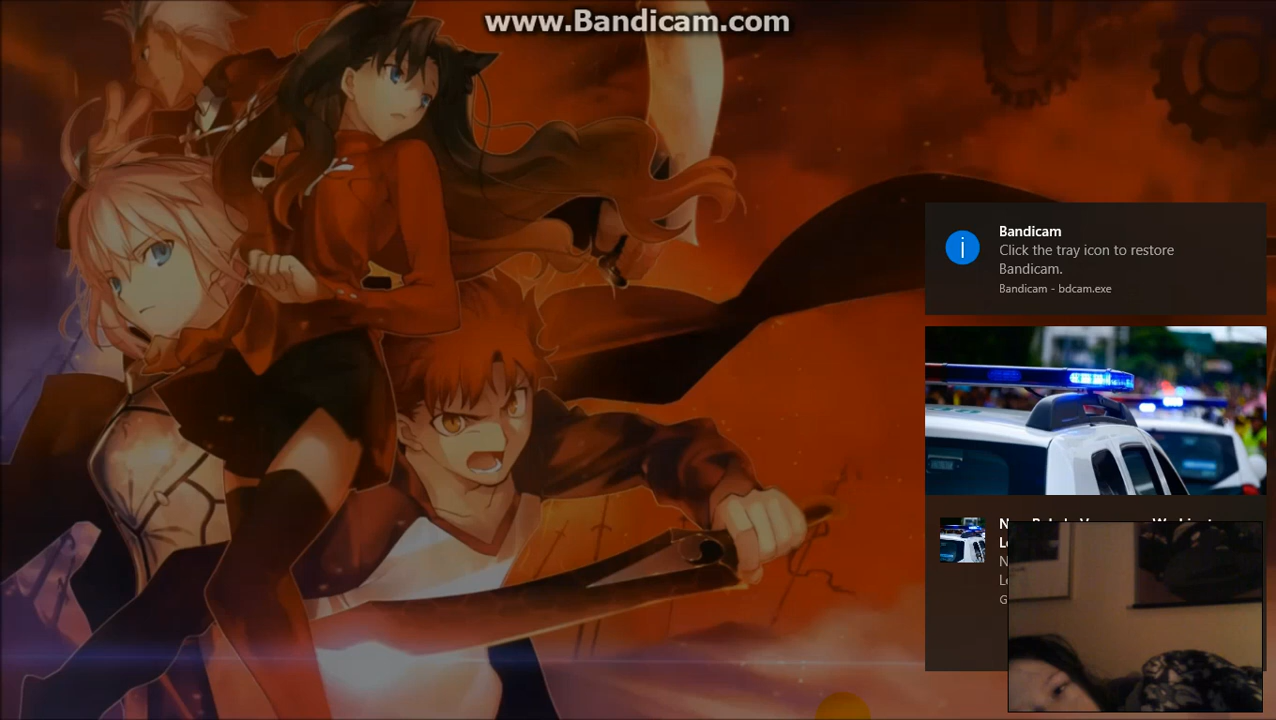 www.Bandicam.com
Bandicam
Click the tray icon to restore
Bandicam.
Bandicam - bdcam.exe